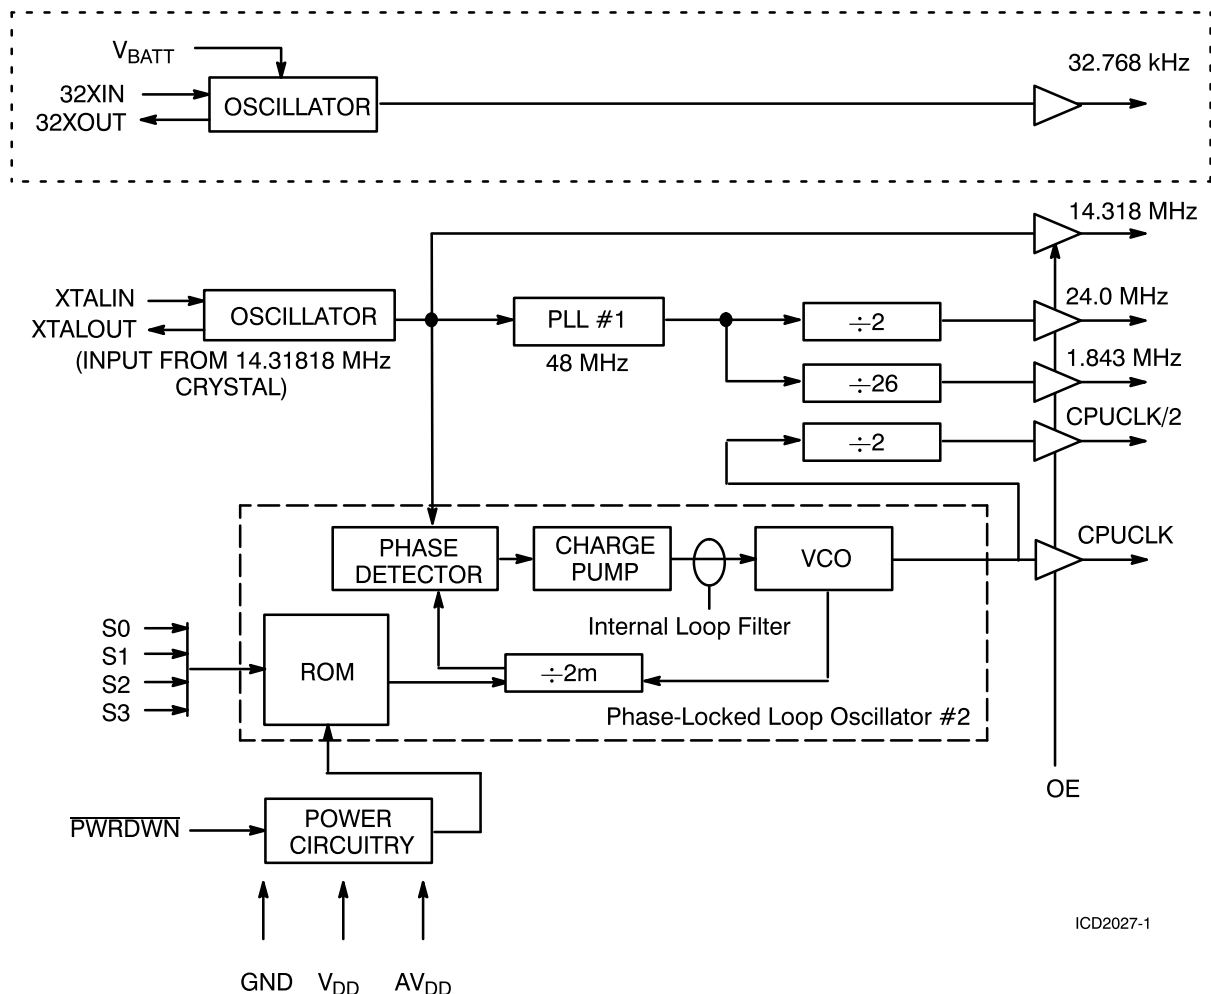 V_BATT
32XIN
32XOUT
OSCILLATOR
32.768 kHz
14.318 MHz
XTALIN
XTALOUT
OSCILLATOR
(INPUT FROM 14.31818 MHz
CRYSTAL)
PLL #1
48 MHz
÷2
24.0 MHz
÷26
1.843 MHz
÷2
CPUCLK/2
PHASE
DETECTOR
CHARGE
PUMP
VCO
CPUCLK
Internal Loop Filter
S0
S1
S2
S3
ROM
÷2m
Phase-Locked Loop Oscillator #2
OE
PWRDWN
POWER
CIRCUITRY
GND
V_DD
AV_DD
ICD2027-1